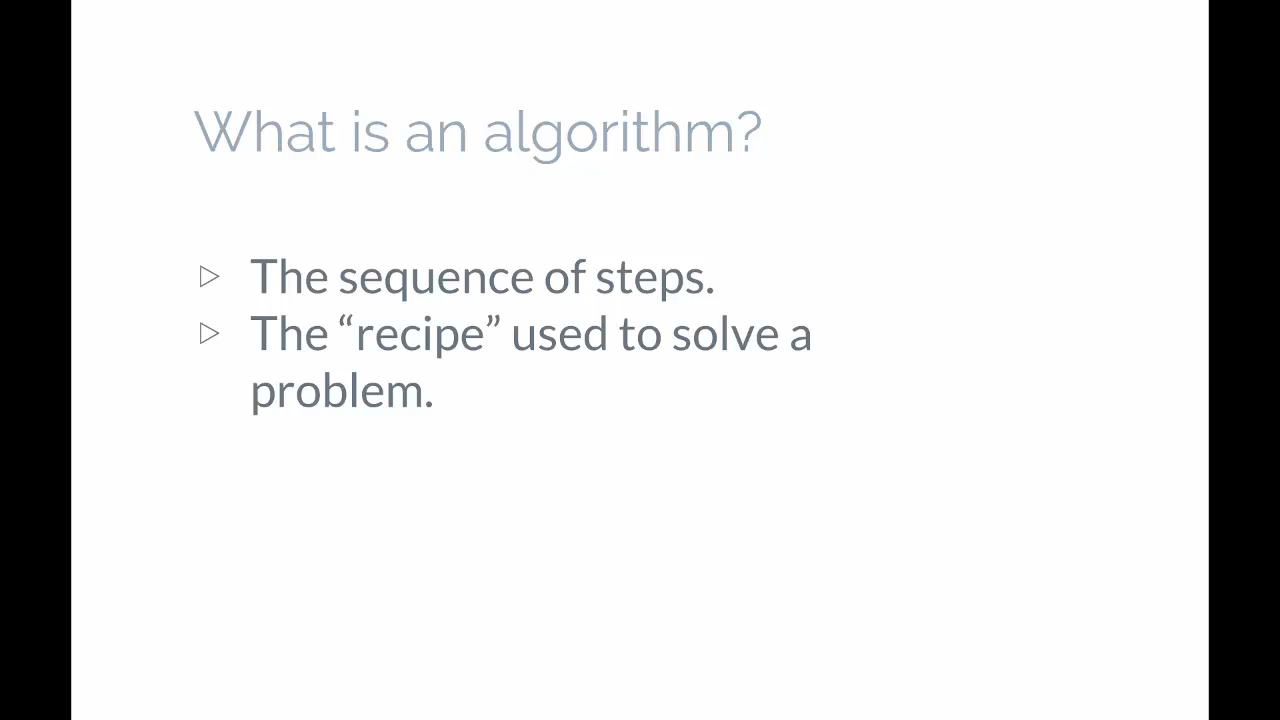 What is an algorithm?
▷ The sequence of steps.
▷ The “recipe” used to solve a
problem.